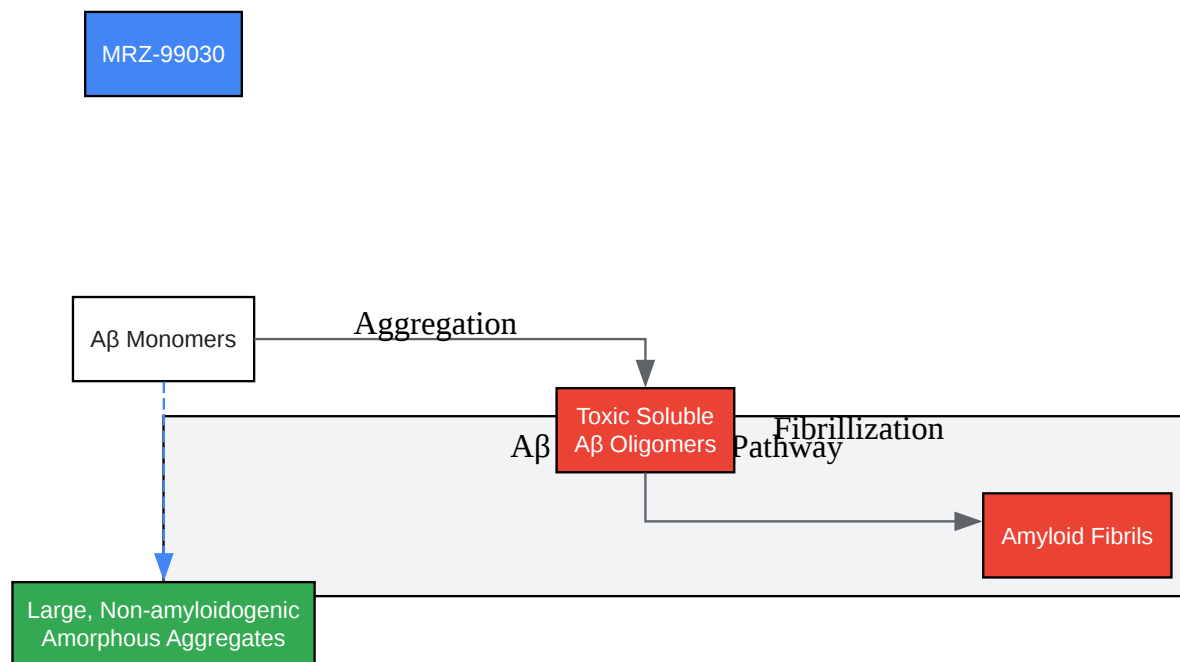 MRZ-99030
Aβ Monomers
Aggregation
Toxic Soluble
Aβ Oligomers
Fibrillization
Aβ
Pathway
Amyloid Fibrils
Large, Non-amyloidogenic
Amorphous Aggregates